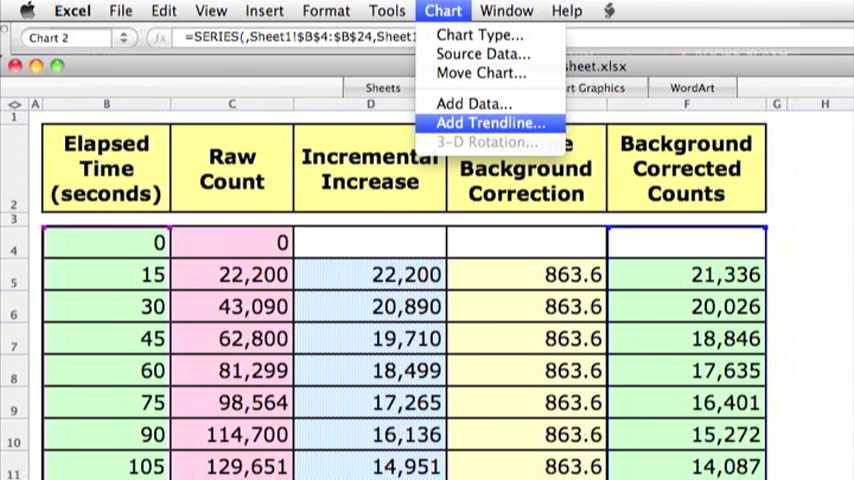 Excel File Edit View Insert Format Tools Chart Window Help
Chart 2 fx =SERIES(,Sheet1!$B$4:$B$24,Sheet1
Chart Type...
Source Data...
Move Chart...
Add Data...
Add Trendline...
3-D Rotation...
sheet.xlsx
Sheets rt Graphics WordArt
A B C D F G H
1
2 Elapsed Time (seconds) Raw Count Incremental Increase Background Correction Background Corrected Counts
3
4 0 0
5 15 22,200 22,200 863.6 21,336
6 30 43,090 20,890 863.6 20,026
7 45 62,800 19,710 863.6 18,846
8 60 81,299 18,499 863.6 17,635
9 75 98,564 17,265 863.6 16,401
10 90 114,700 16,136 863.6 15,272
11 105 129,651 14,951 863.6 14,087